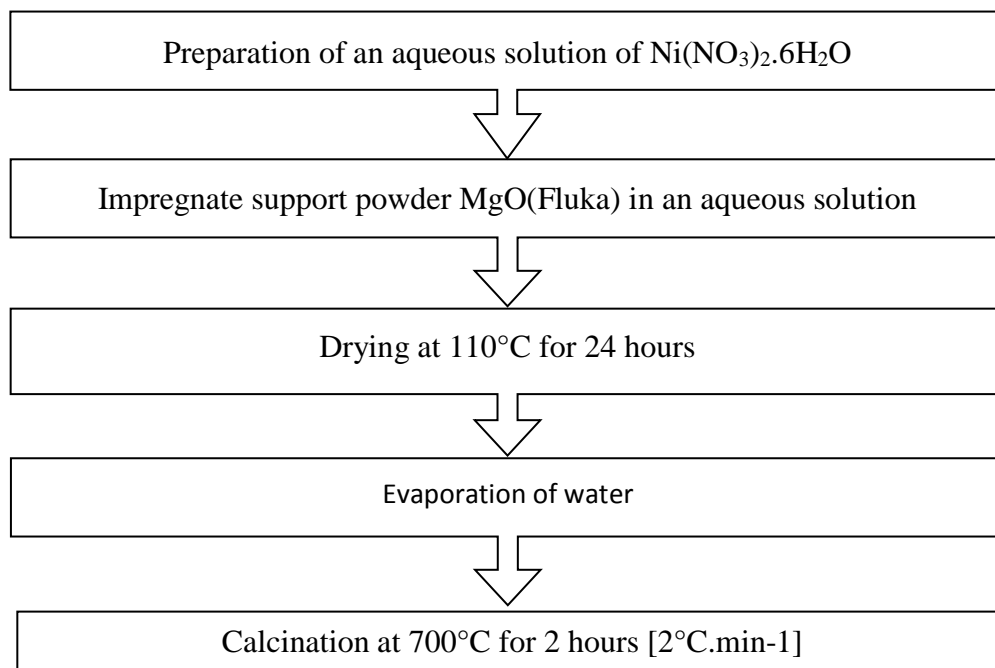 Preparation of an aqueous solution of Ni(NO₃)₂.6H₂O
Impregnate support powder MgO(Fluka) in an aqueous solution
Drying at 110°C for 24 hours
Evaporation of water
Calcination at 700°C for 2 hours [2°C.min-1]